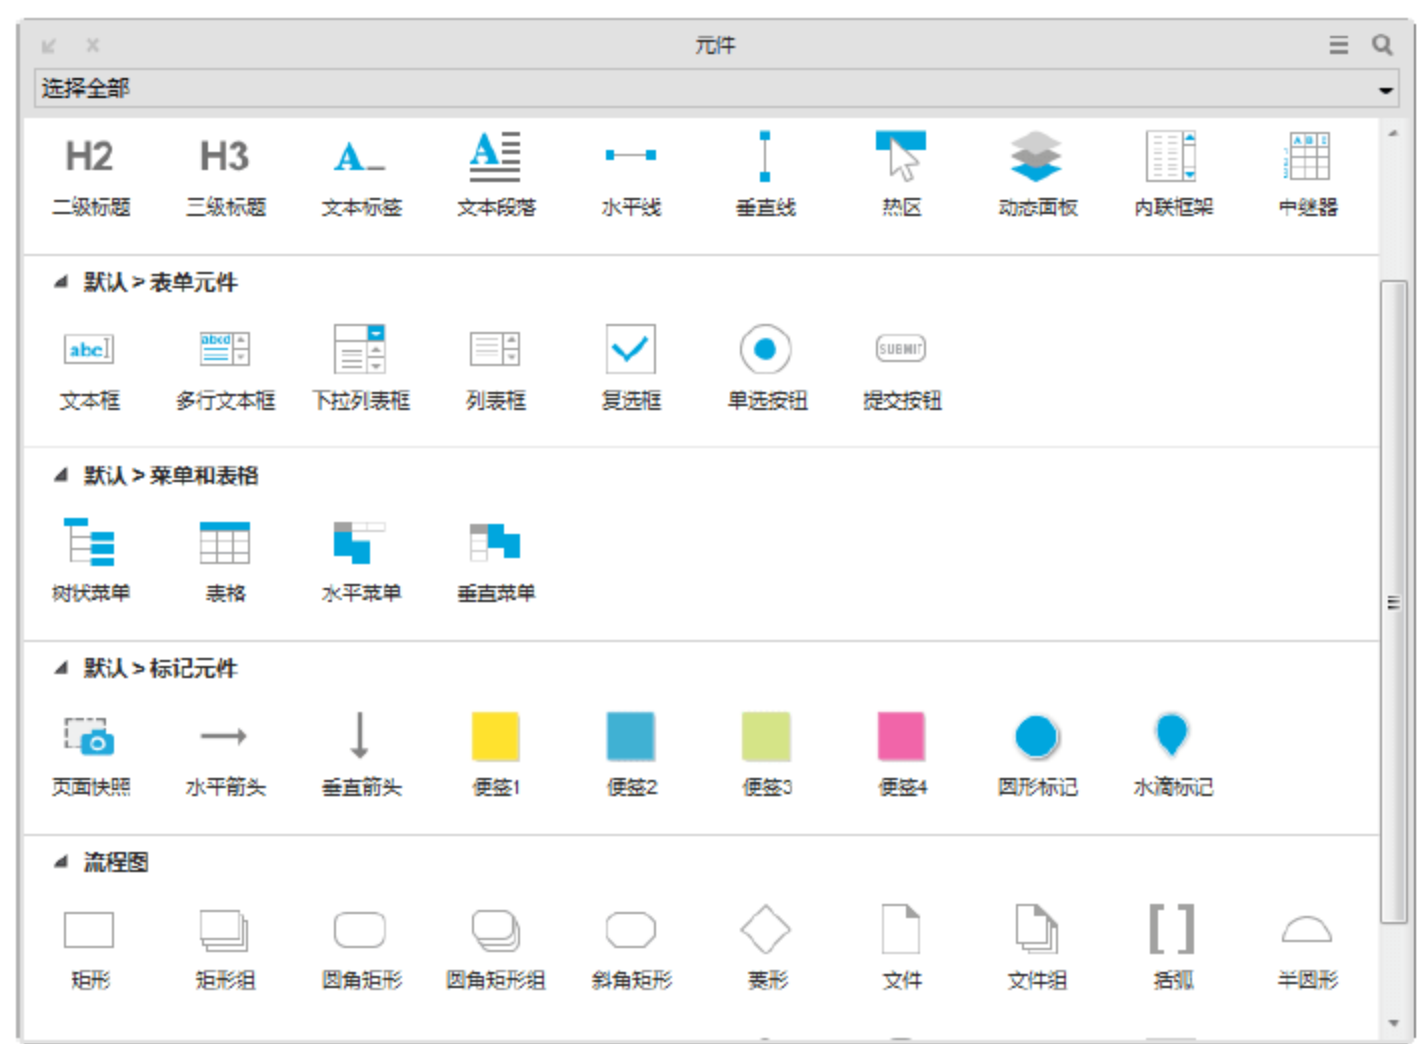 元件
选择全部
H2 H3 A_ A A B C
1 2 3
二级标题 三级标题 文本标签 文本段落 水平线 垂直线 热区 动态面板 内联框架 中继器
默认 > 表单元件
abc abcd SUBMIT
文本框 多行文本框 下拉列表框 列表框 复选框 单选按钮 提交按钮
默认 > 菜单和表格
树状菜单 表格 水平菜单 垂直菜单
默认 > 标记元件
页面快照 水平箭头 垂直箭头 便签1 便签2 便签3 便签4 圆形标记 水滴标记
流程图
矩形 矩形组 圆角矩形 圆角矩形组 斜角矩形 菱形 文件 文件组 括弧 半圆形